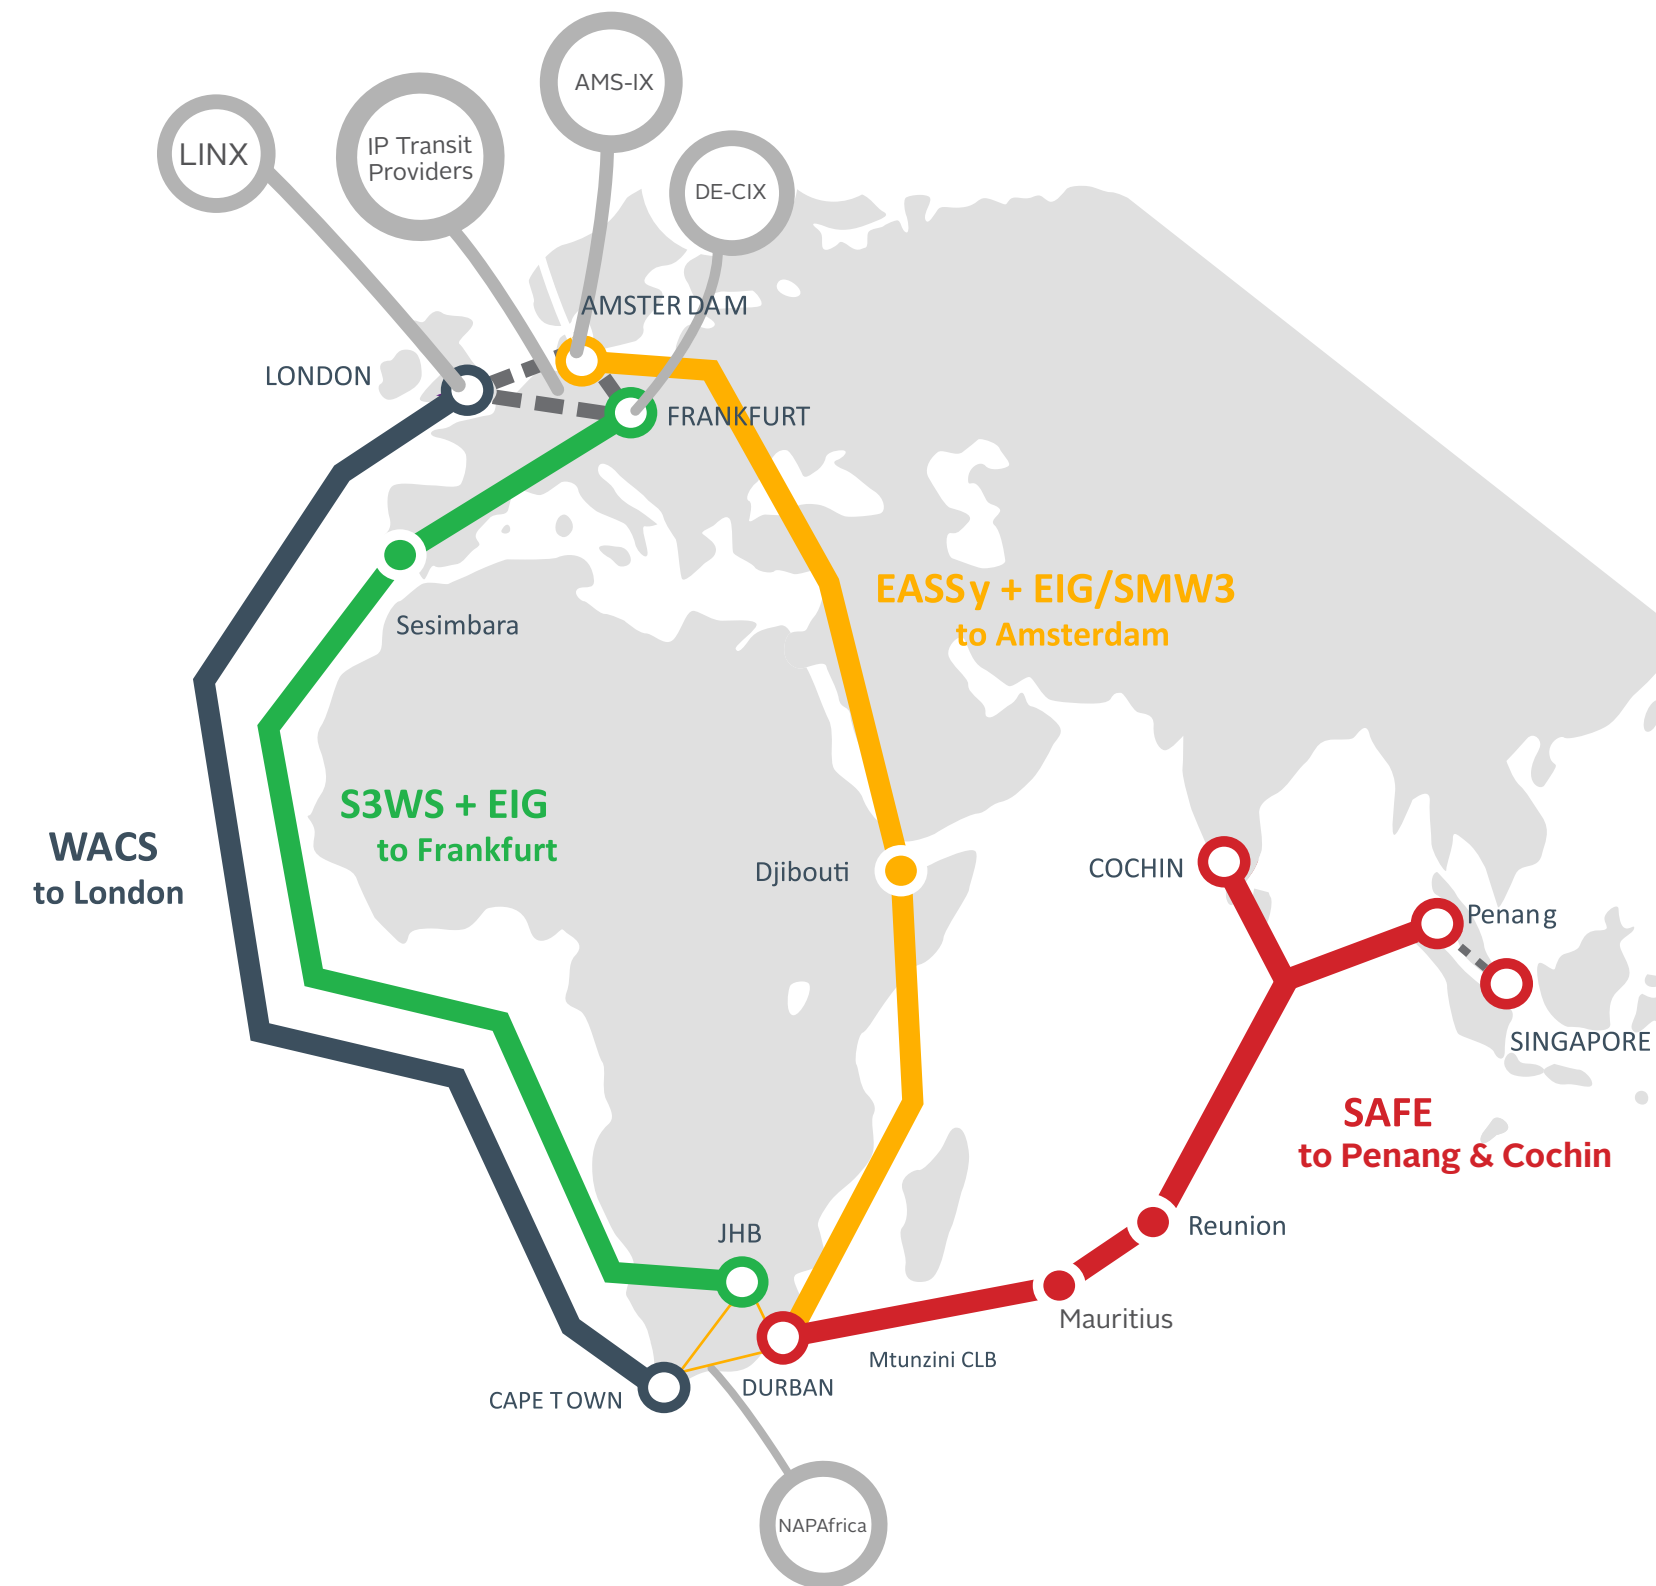 AMS-IX
LINX
IP Transit
Providers
DE-CIX
AMSTERDAM
LONDON
FRANKFURT
EASSy + EIG/SMW3
to Amsterdam
Sesimbara
S3WS + EIG
to Frankfurt
WACS
to London
Djibouti
COCHIN
Penang
SINGAPORE
SAFE
to Penang & Cochin
Reunion
JHB
Mauritius
Mtunzini CLB
DURBAN
CAPE TOWN
NAPAfrica